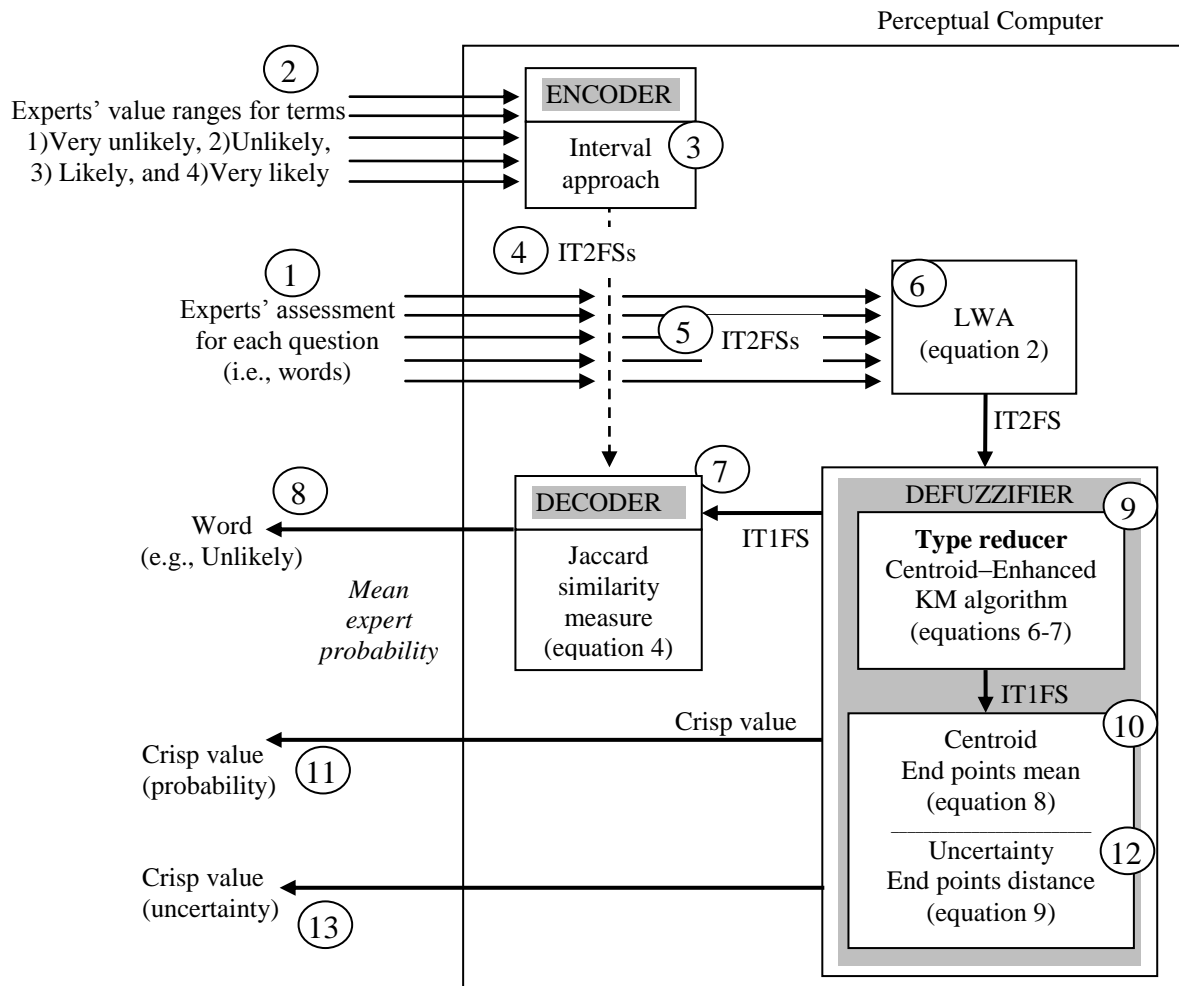 Perceptual Computer
2
Experts' value ranges for terms
1)Very unlikely, 2)Unlikely,
3) Likely, and 4)Very likely
ENCODER
Interval
approach
3
4
IT2FSs
1
Experts' assessment
for each question
(i.e., words)
5
IT2FSs
6
LWA
(equation 2)
IT2FS
7
DECODER
Jaccard
similarity
measure
(equation 4)
8
Word
(e.g., Unlikely)
Mean
expert
probability
IT1FS
DEFUZZIFIER
9
Type reducer
Centroid–Enhanced
KM algorithm
(equations 6-7)
IT1FS
10
Centroid
End points mean
(equation 8)
Crisp value
Crisp value
(probability)
11
12
Uncertainty
End points distance
(equation 9)
Crisp value
(uncertainty)
13